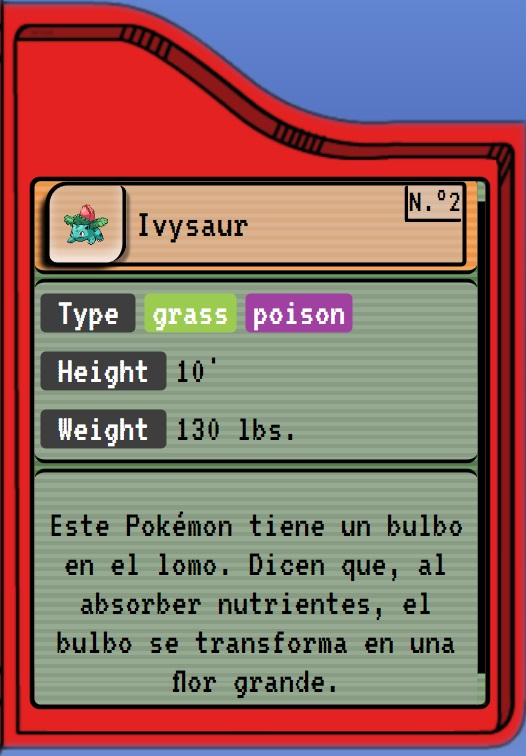 Ivysaur
N.º2
Type grass poison
Height 10'
Weight 130 lbs.
Este Pokémon tiene un bulbo
en el lomo. Dicen que, al
absorber nutrientes, el
bulbo se transforma en una
flor grande.